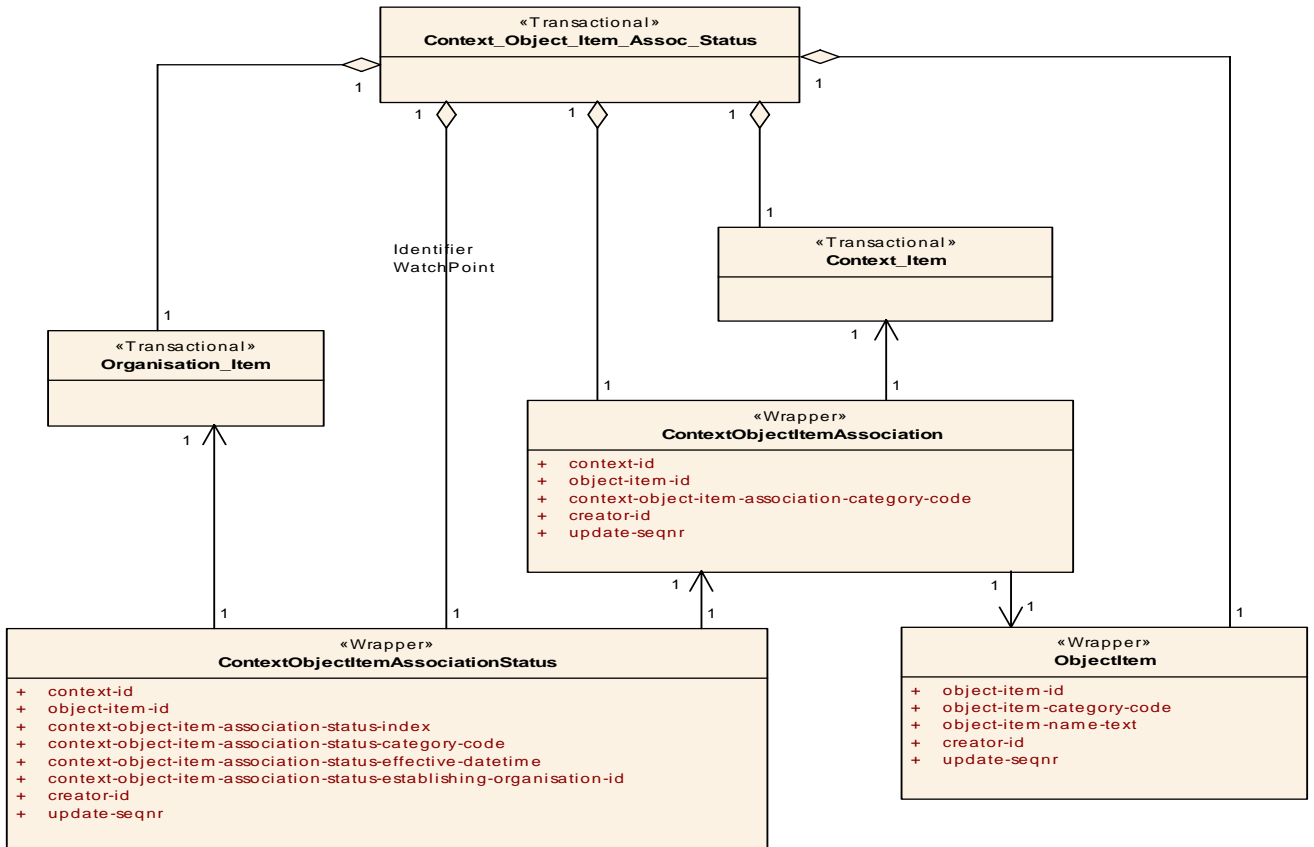 «Transactional»
Context_Object_Item_Assoc_Status
1
1
1
1
1
1
Identifier
WatchPoint
«Transactional»
Context_Item
1
«Transactional»
Organisation_Item
1
1
1
«Wrapper»
ContextObjectItemAssociation
+ context-id
+ object-item-id
+ context-object-item-association-category-code
+ creator-id
+ update-seqnr
1
1
1
1
1
1
1
1
«Wrapper»
ContextObjectItemAssociationStatus
+ context-id
+ object-item-id
+ context-object-item-association-status-index
+ context-object-item-association-status-category-code
+ context-object-item-association-status-effective-datetime
+ context-object-item-association-status-establishing-organisation-id
+ creator-id
+ update-seqnr
«Wrapper»
ObjectItem
+ object-item-id
+ object-item-category-code
+ object-item-name-text
+ creator-id
+ update-seqnr